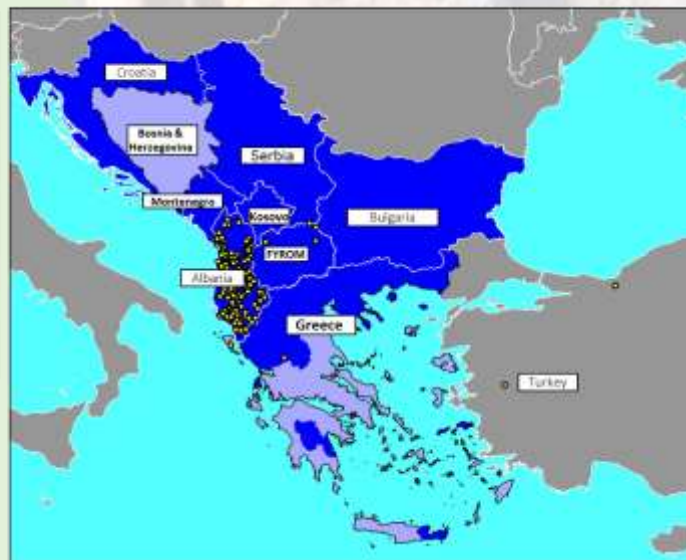 Croatia
Bosnia &
Herzegovina
Serbia
Montenegro
Kosovo
Bulgaria
FYROM
Albania
Greece
Turkey